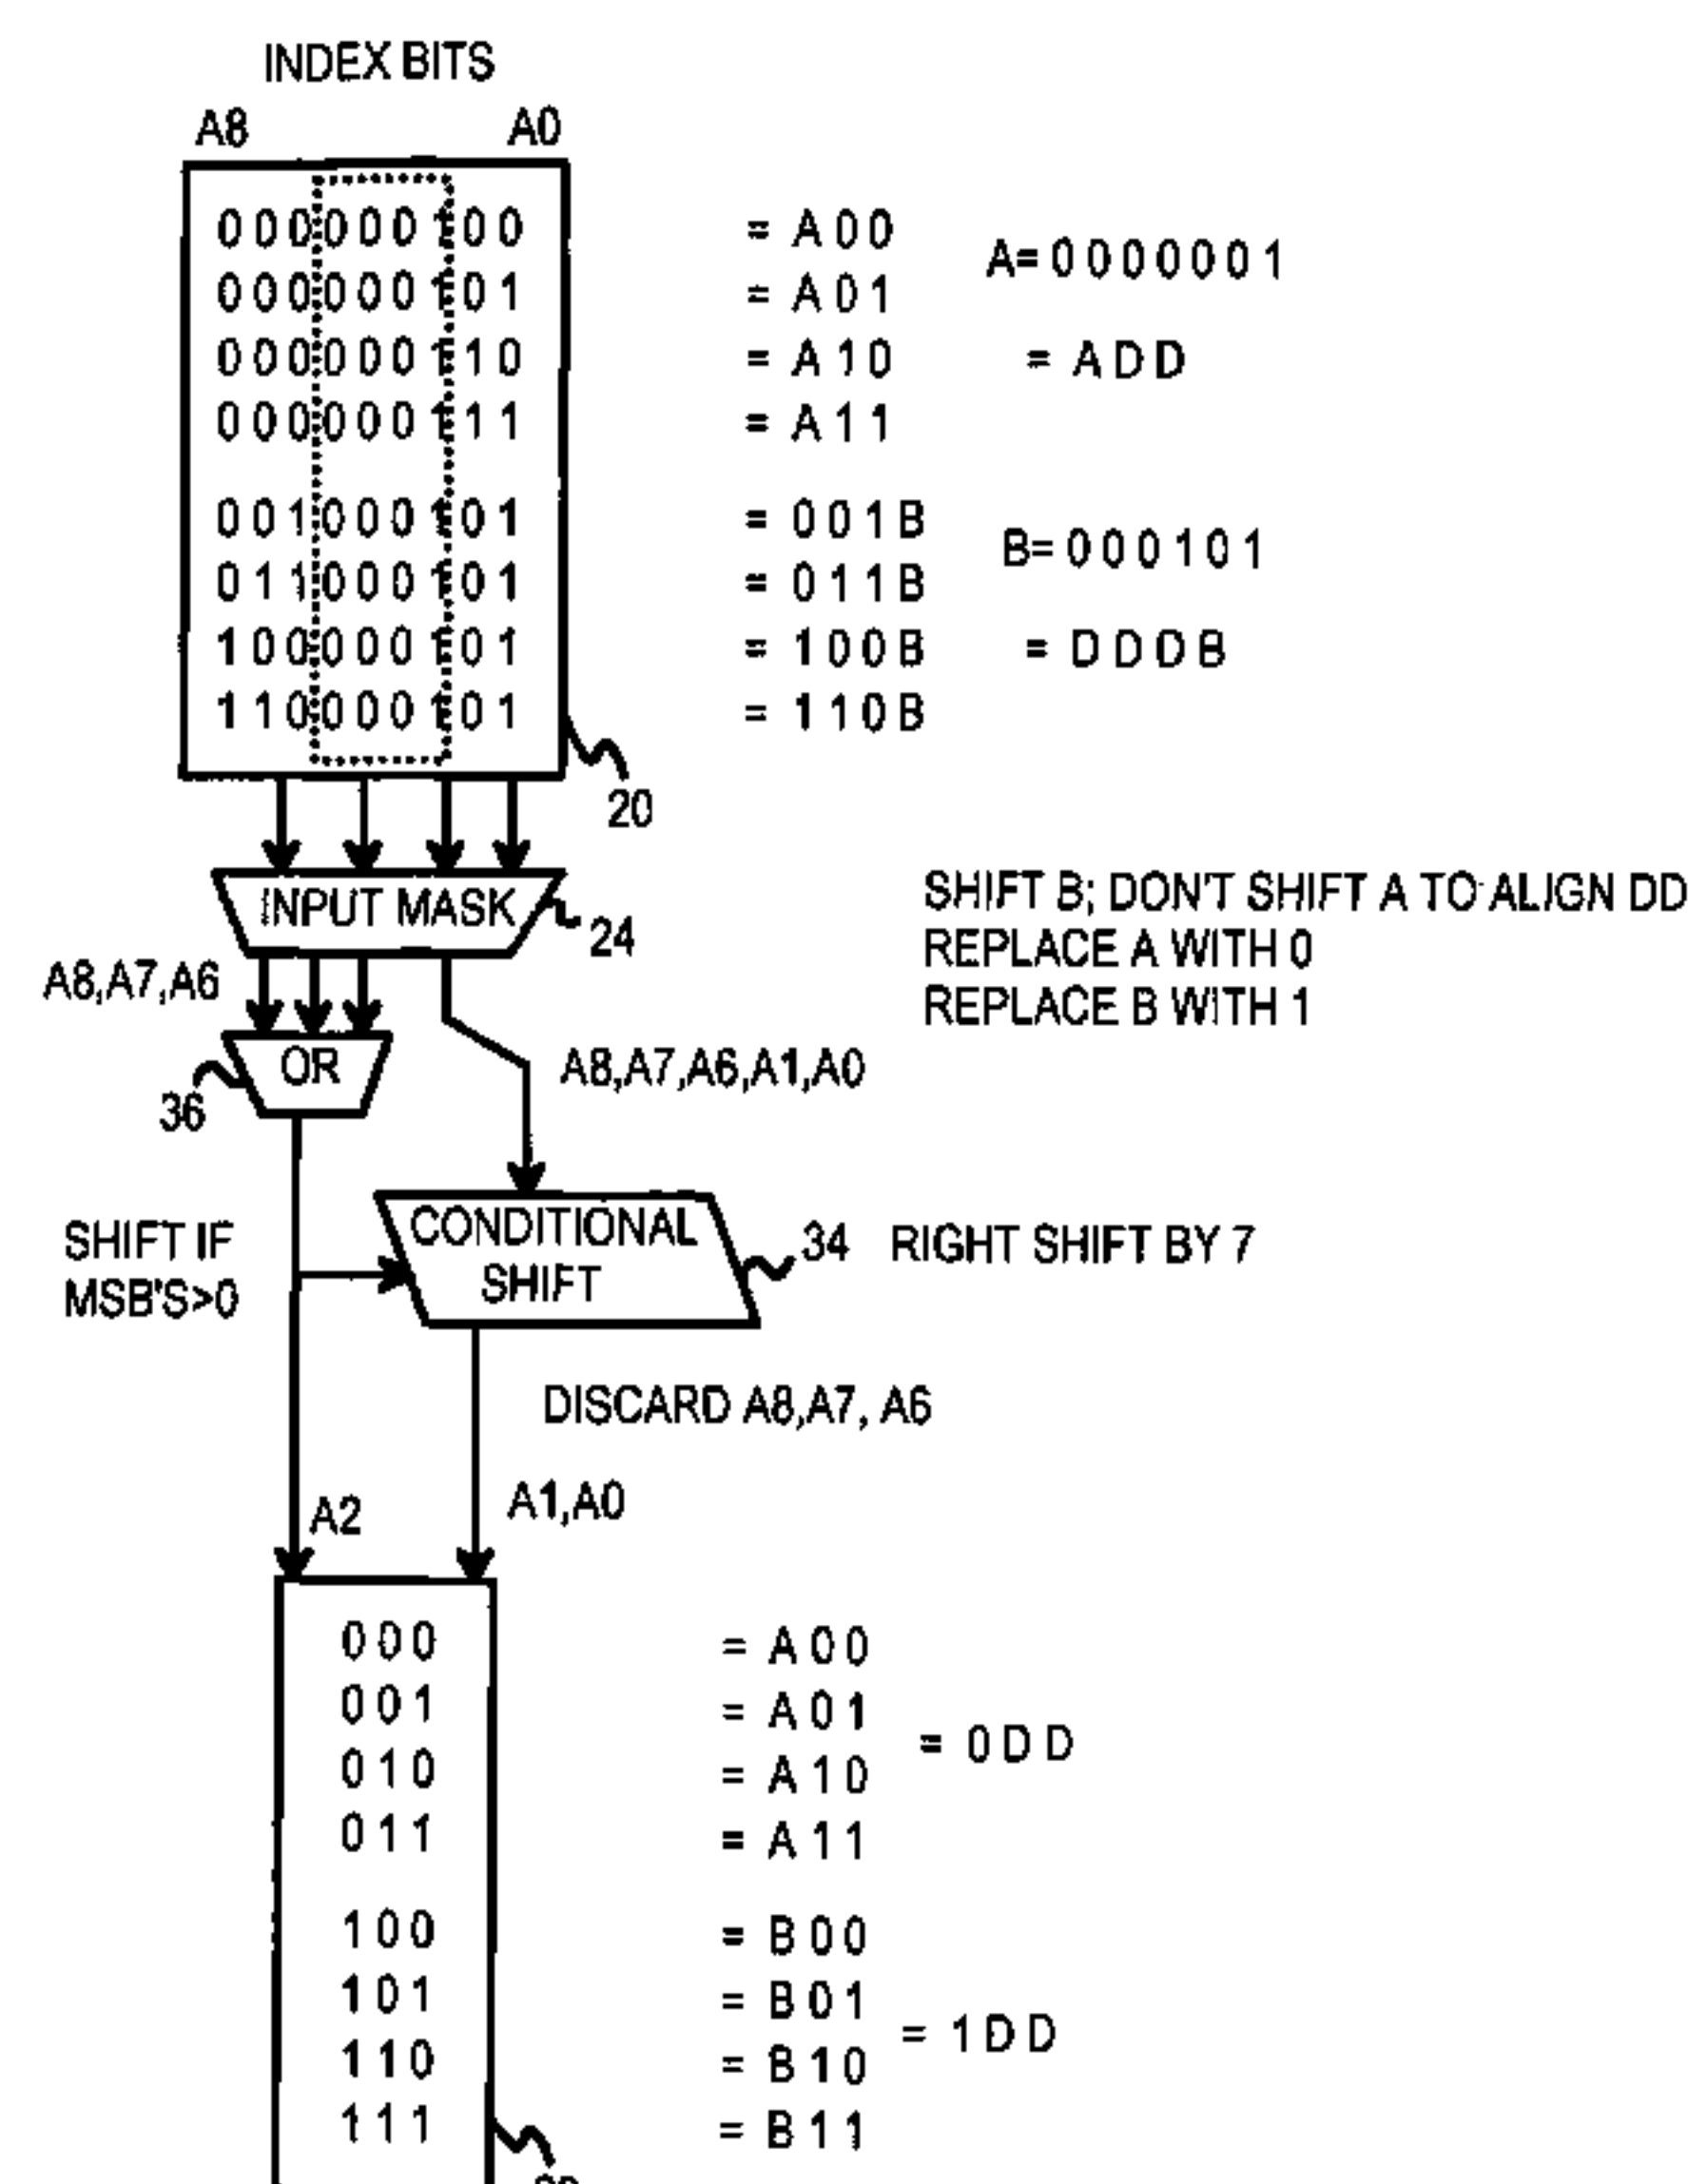 INDEX BITS
A8 A0
0 0 0 0 0 0 1 0 0 = A 0 0
A= 0 0 0 0 0 0 1
0 0 0 0 0 0 1 0 1 = A 0 1
0 0 0 0 0 0 1 1 0 = A 1 0 = A D D
0 0 0 0 0 0 1 1 1 = A 1 1
0 0 1 0 0 0 1 0 1 = 0 0 1 B
B= 0 0 0 1 0 1
0 1 1 0 0 0 1 0 1 = 0 1 1 B
1 0 0 0 0 0 1 0 1 = 1 0 0 B = D D D B
1 1 0 0 0 0 1 0 1 = 1 1 0 B
20
INPUT MASK
24
SHIFT B; DON'T SHIFT A TO ALIGN DD
REPLACE A WITH 0
REPLACE B WITH 1
A8,A7,A6
OR
36
A8,A7,A6,A1,A0
SHIFT IF
MSB'S>0
CONDITIONAL
SHIFT
34 RIGHT SHIFT BY 7
DISCARD A8,A7, A6
A2
A1,A0
0 0 0 = A 0 0
0 0 1 = A 0 1
= 0 D D
0 1 0 = A 1 0
0 1 1 = A 1 1
1 0 0 = B 0 0
1 0 1 = B 0 1
= 1 D D
1 1 0 = B 1 0
1 1 1 = B 1 1